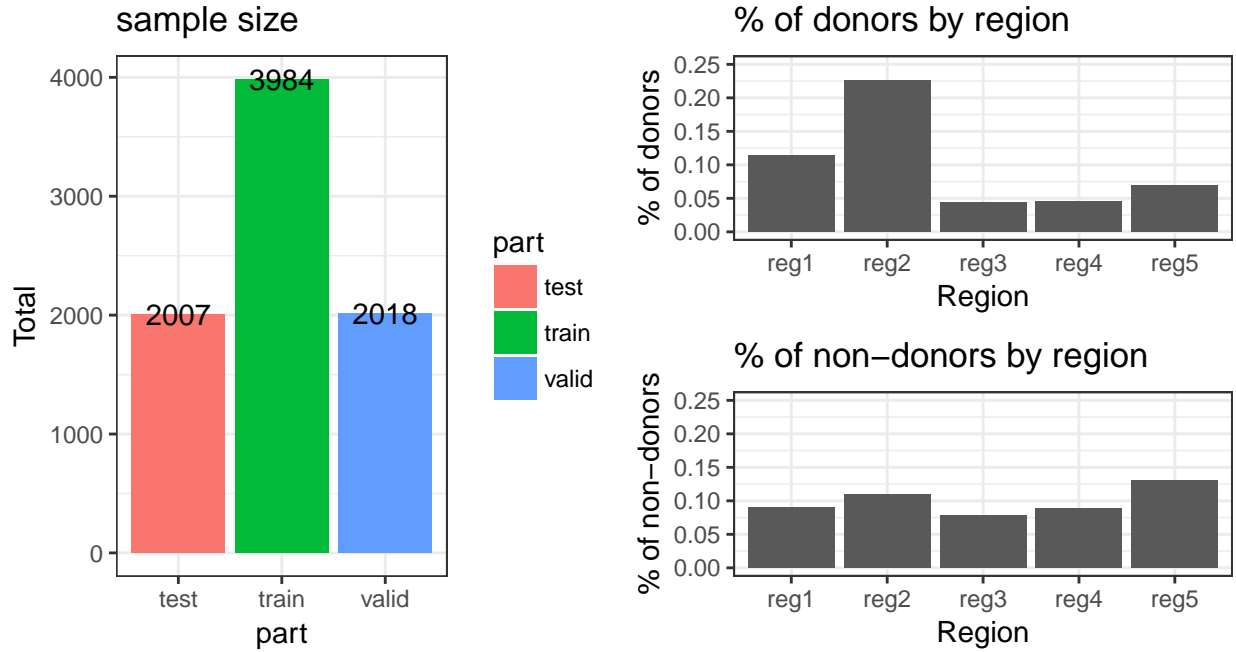 sample size
Total
4000
3000
2000
1000
0
3984
2007
2018
test
train
valid
part
part
test
train
valid
% of donors by region
% of donors
0.25
0.20
0.15
0.10
0.05
0.00
reg1
reg2
reg3
reg4
reg5
Region
% of non−donors by region
% of non−donors
0.25
0.20
0.15
0.10
0.05
0.00
reg1
reg2
reg3
reg4
reg5
Region